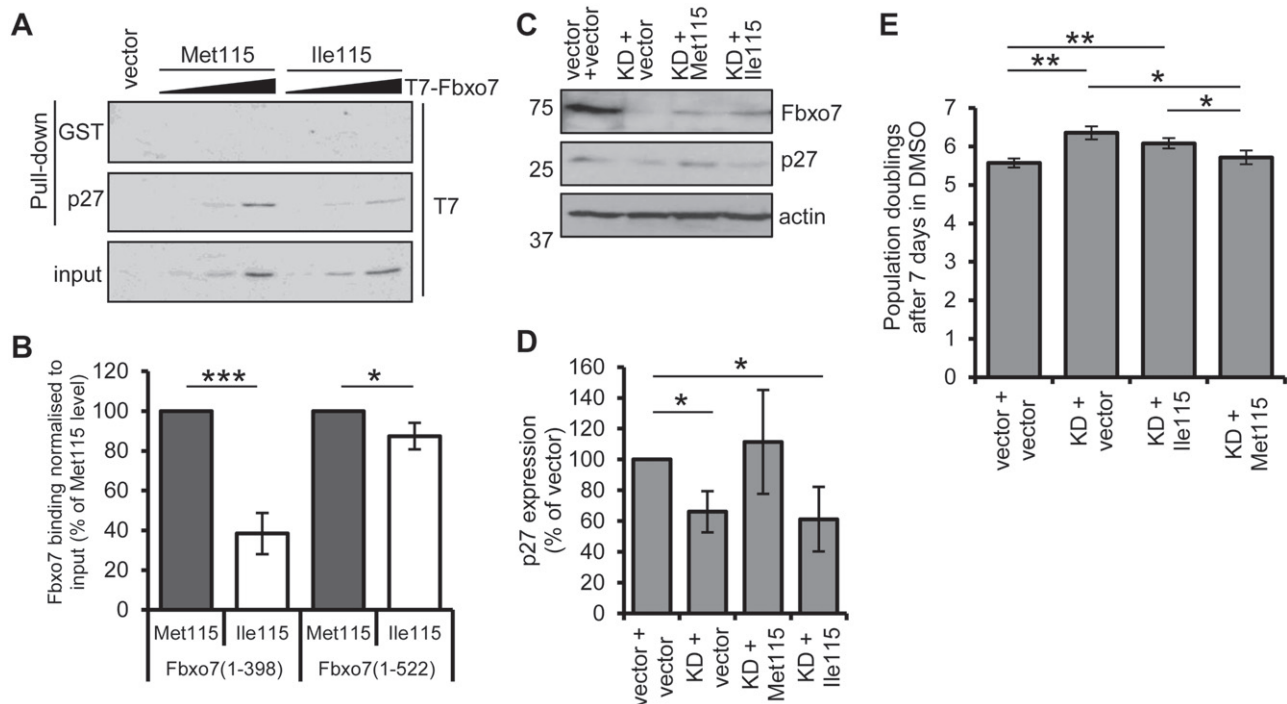 A
vector
Met115
Ile115
T7-Fbxo7
Pull-down
GST
p27
input
T7
B
Fbxo7 binding normalised to
input (% of Met115 level)
120
100
80
60
40
20
0
***
*
Met115
Ile115
Met115
Ile115
Fbxo7(1-398)
Fbxo7(1-522)
C
vector
+vector
KD +
vector
KD +
Met115
KD +
Ile115
75
25
37
Fbxo7
p27
actin
D
p27 expression
(% of vector)
160
140
120
100
80
60
40
20
0
*
*
vector +
vector
KD +
vector
KD +
Met115
KD +
Ile115
E
Population doublings
after 7 days in DMSO
7
6
5
4
3
2
1
0
**
**
*
*
vector +
vector
KD +
vector
KD +
Ile115
KD +
Met115